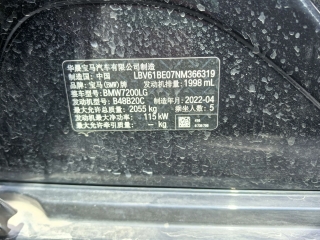 华晨宝马汽车有限公司制造
制造国：中国 LBV61BE07NM366319
品牌：宝马(BMW)牌 发动机排量：1998 mL
整车型号：BMW7200LG
发动机型号：B48B20C 制造年月：2022-04
最大允许总质量：2055 kg 乘坐人数：5
发动机最大净功率：115 kW
最大允许牵引质量：- kg